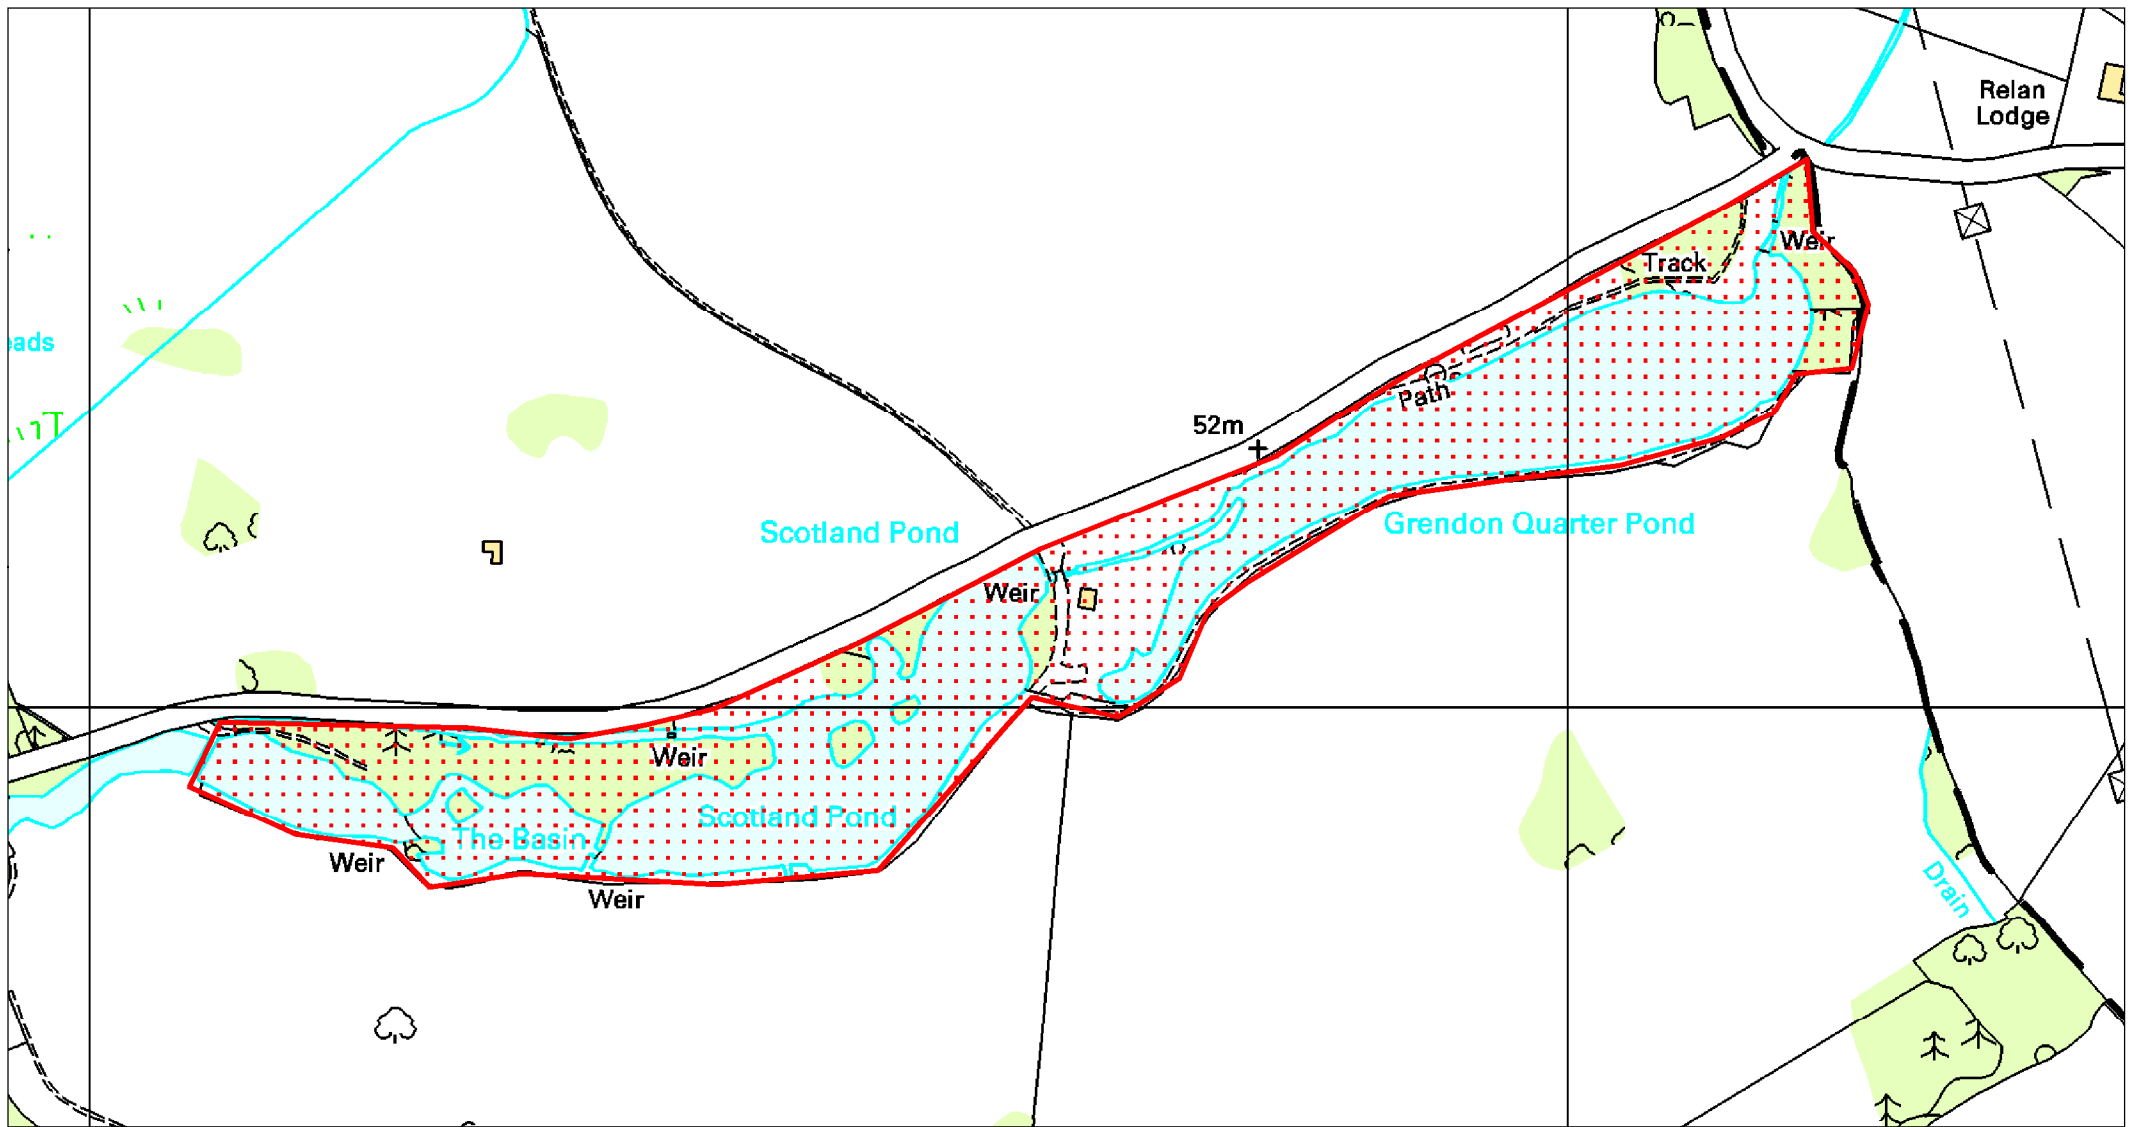 Relan
Lodge
Weir
Track
eads
Path
52m
Grendon Quarter Pond
Scotland Pond
Weir
Weir
Scotland Pond
The Basin
Weir
Weir
Drain